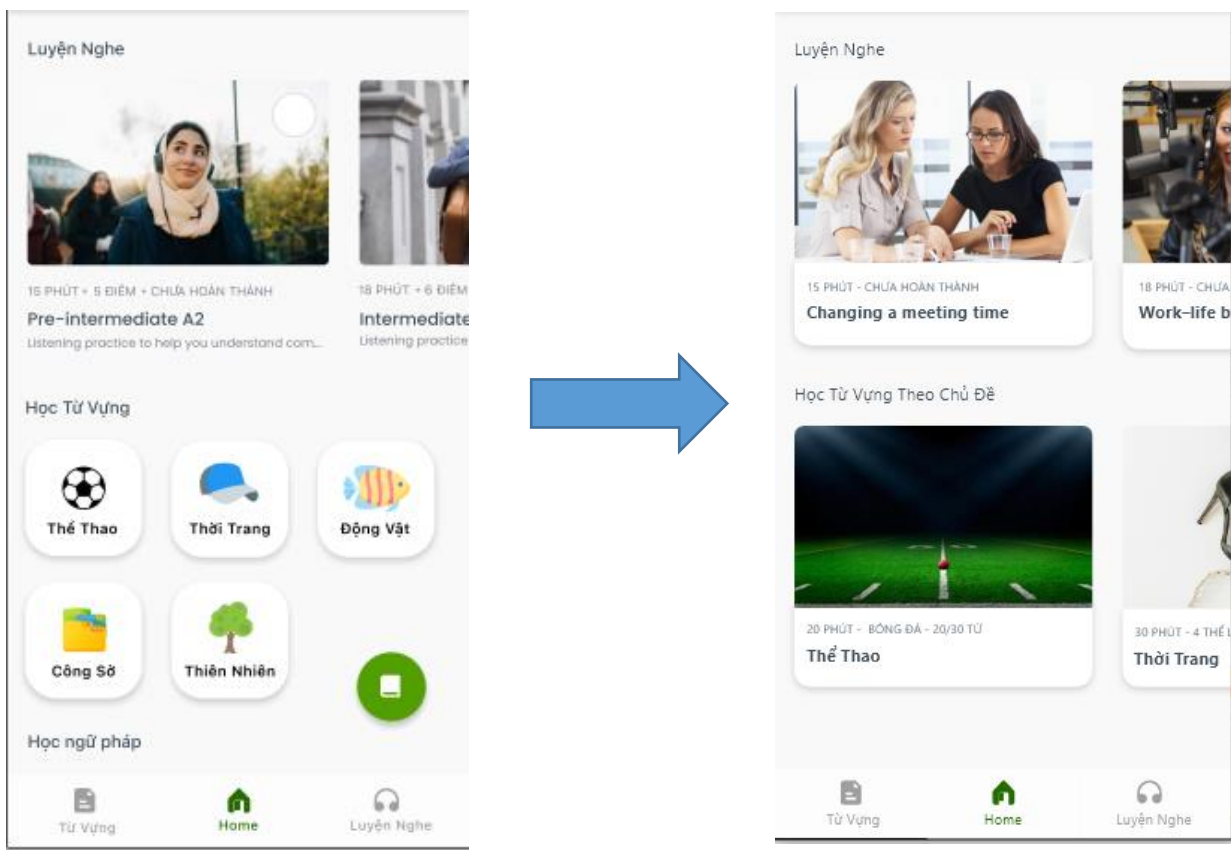 Luyện Nghe
15 PHÚT + 5 ĐIỂM + CHƯA HOÀN THÀNH
18 PHÚT + 6 ĐIỂM
Pre-intermediate A2
Intermediate
Listening practice to help you understand com...
Listening practice
Học Từ Vựng
Thể Thao
Thời Trang
Động Vật
Công Sở
Thiên Nhiên
Học ngữ pháp
Từ Vựng
Home
Luyện Nghe
Luyện Nghe
15 PHÚT - CHƯA HOÀN THÀNH
18 PHÚT - CHƯA
Changing a meeting time
Work–life b
Học Từ Vựng Theo Chủ Đề
20 PHÚT - BÓNG ĐÁ - 20/30 TỪ
30 PHÚT - 4 THỂ L
Thể Thao
Thời Trang
Từ Vựng
Home
Luyện Nghe